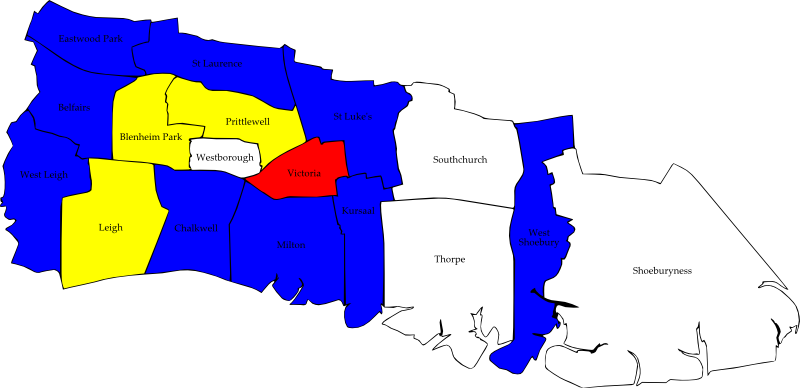 Eastwood Park
St Laurence
Belfairs
Blenheim Park
Prittlewell
St Luke's
Westborough
Southchurch
West Leigh
Victoria
Leigh
Chalkwell
Milton
Kursaal
Thorpe
West
Shoebury
Shoeburyness